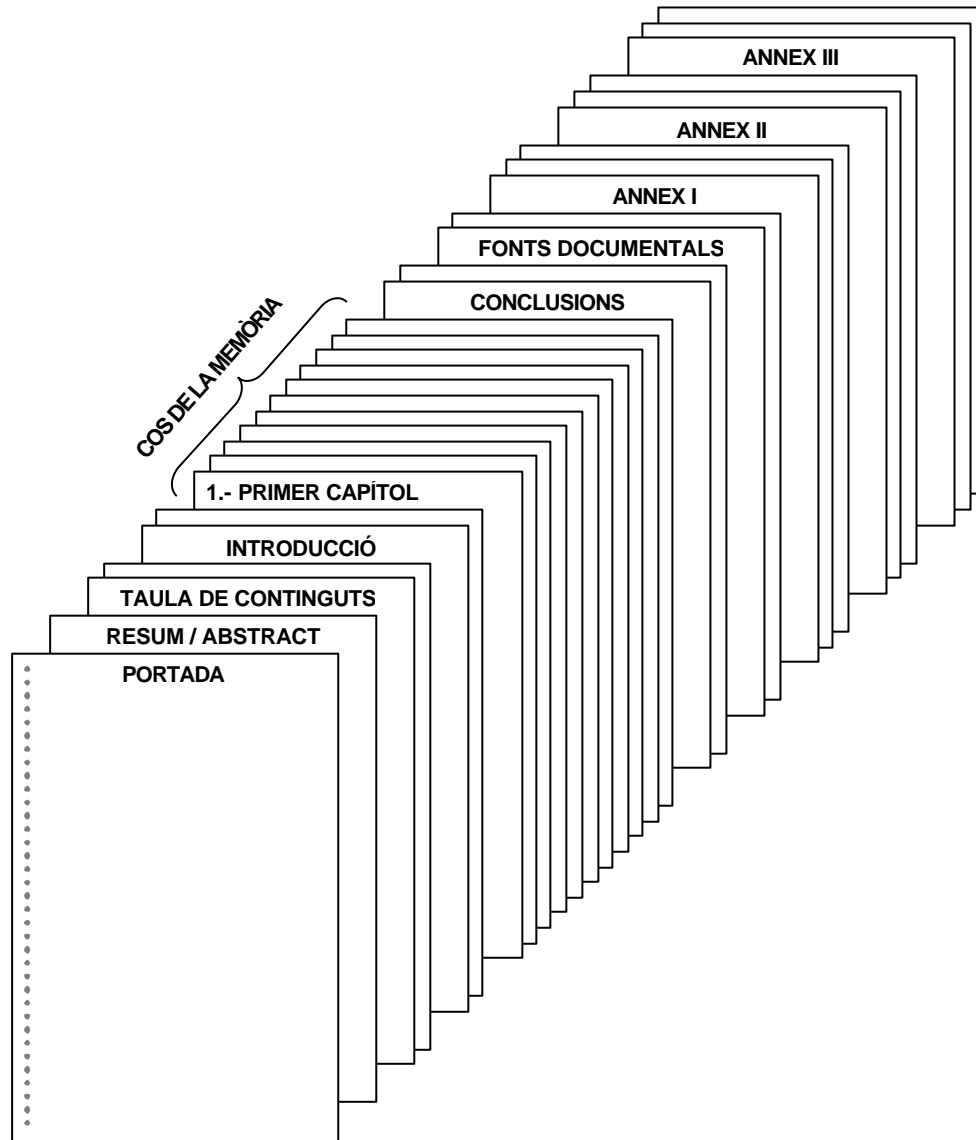 ANNEX III
ANNEX II
ANNEX I
FONTS DOCUMENTALS
CONCLUSIONS
COS DE LA MEMÒRIA
1.- PRIMER CAPÍTOL
INTRODUCCIÓ
TAULA DE CONTINGUTS
RESUM / ABSTRACT
PORTADA